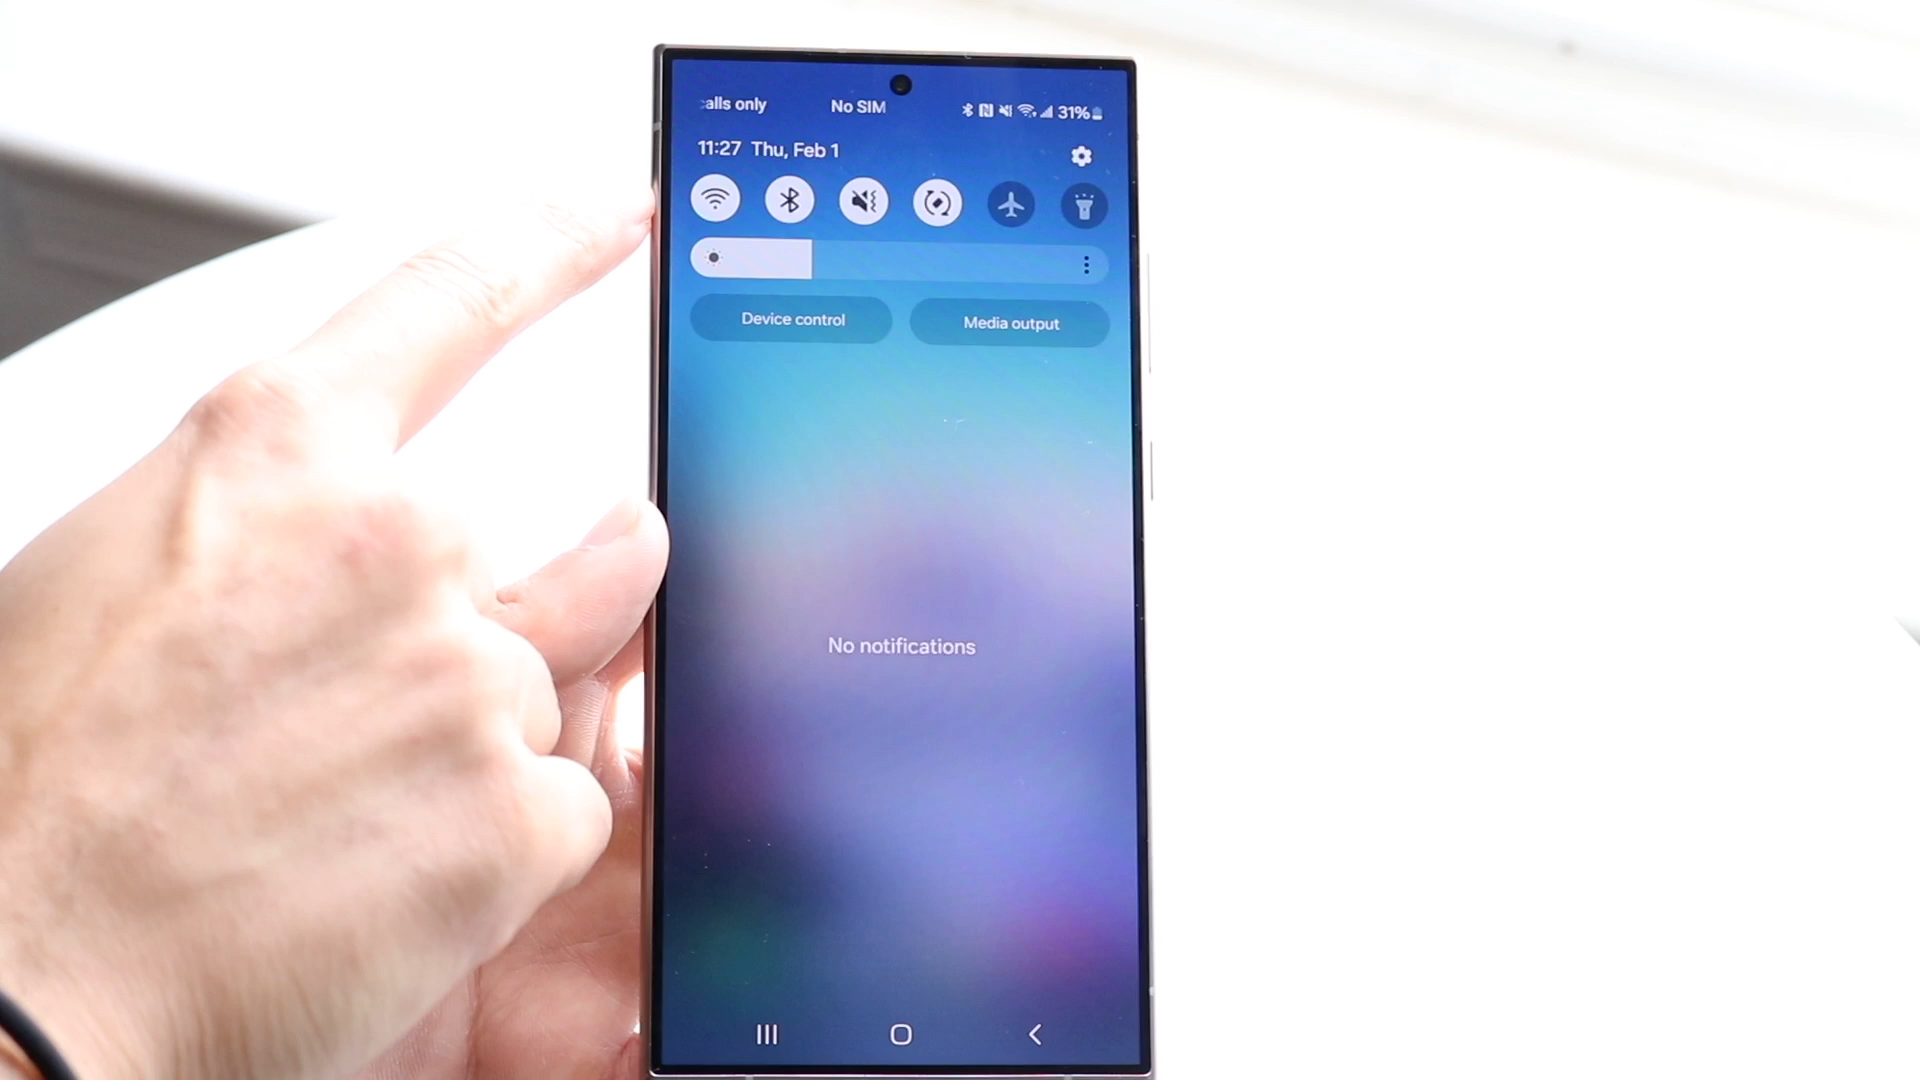 alls only No SIM 31%
11:27 Thu, Feb 1
Device control Media output
No notifications